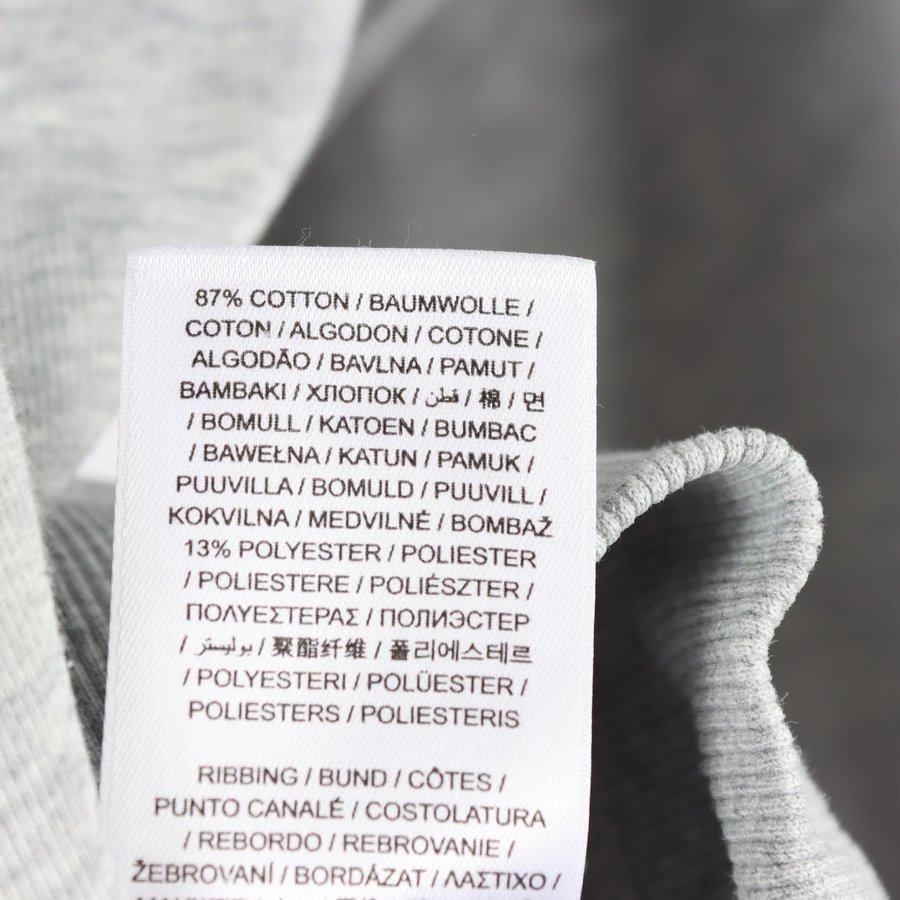 87% COTTON / BAUMWOLLE /
COTON / ALGODON / COTONE /
ALGODÃO / BAVLNA / PAMUT /
BAMBAKI / ХЛОПОК / قطن / 棉 / 면
/ BOMULL / KATOEN / BUMBAC
/ BAWEŁNA / KATUN / PAMUK /
PUUVILLA / BOMULD / PUUVILL /
KOKVILNA / MEDVILNÉ / BOMBAŽ
13% POLYESTER / POLIESTER
/ POLIESTERE / POLIÉSZTER /
ΠΟΛΥΕΣΤΕΡΑΣ / ПОЛИЭСТЕР
/ بوليستر / 聚酯纤维 / 폴리에스테르
/ POLYESTERI / POLÜESTER /
POLIESTERS / POLIESTERIS
RIBBING / BUND / CÔTES /
PUNTO CANALÉ / COSTOLATURA
/ REBORDO / REBROVANIE /
ŽEBROVANÍ / BORDÁZAT / ΛΑΣΤΙΧΟ /